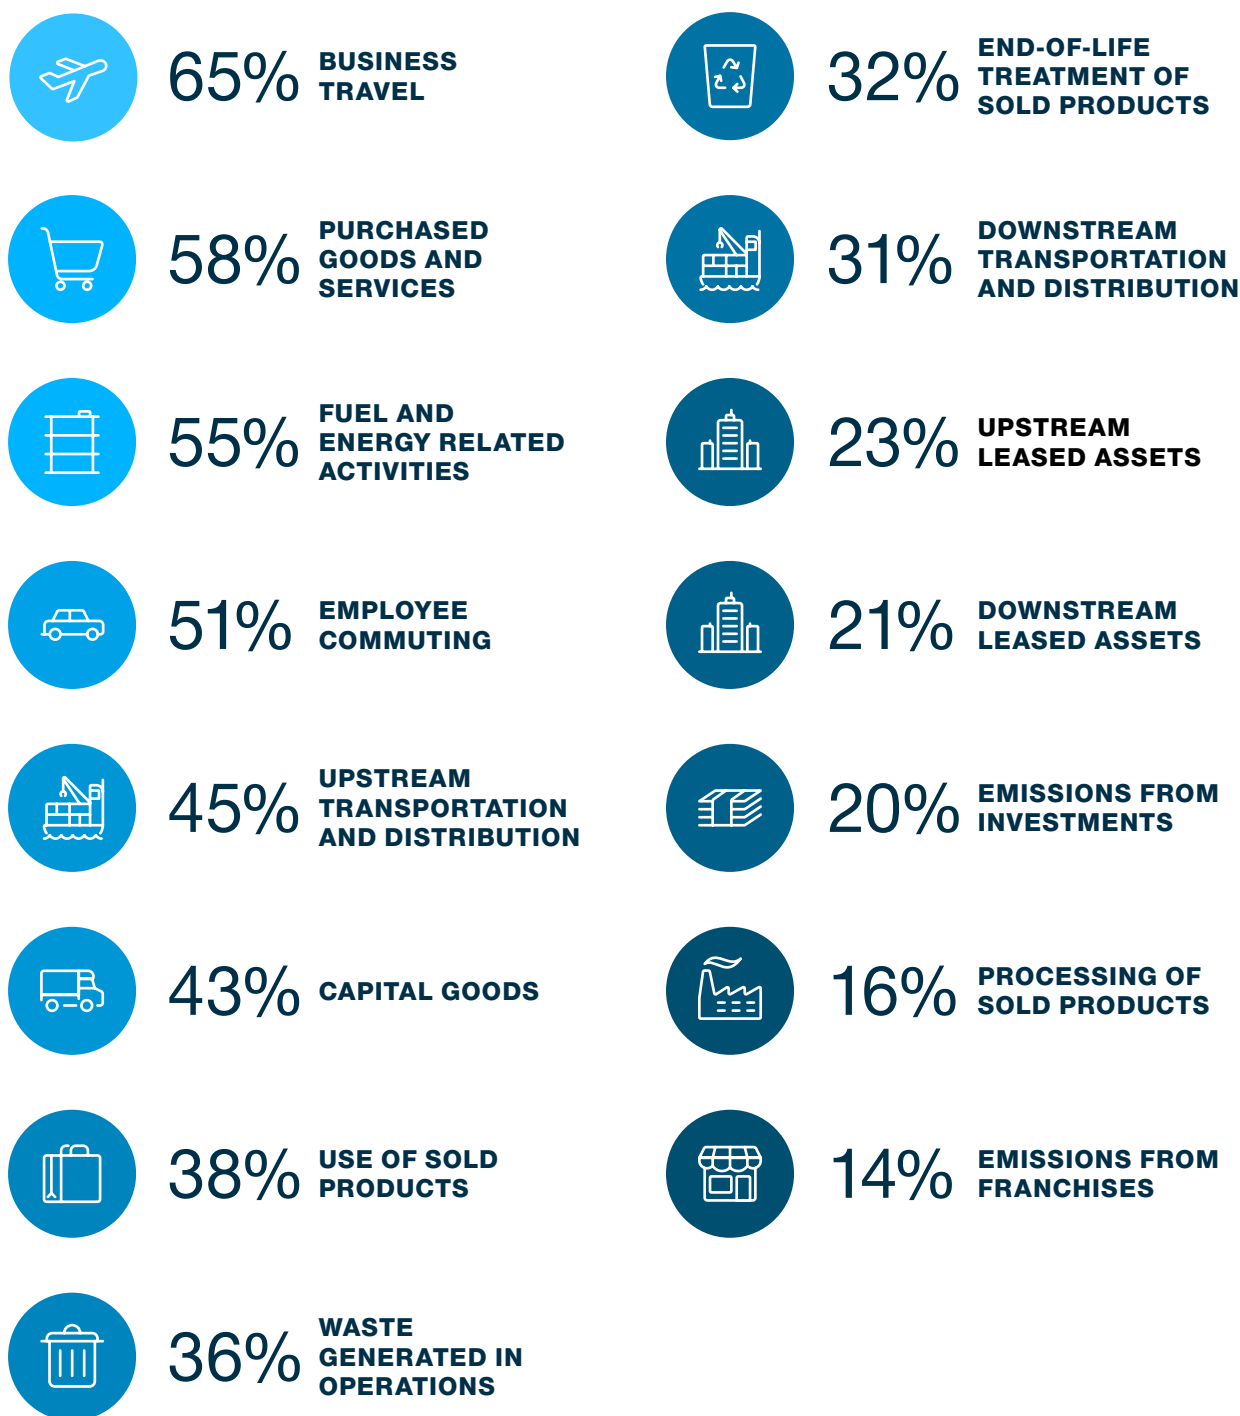 65%
BUSINESS
TRAVEL
58%
PURCHASED
GOODS AND
SERVICES
55%
FUEL AND
ENERGY RELATED
ACTIVITIES
51%
EMPLOYEE
COMMUTING
45%
UPSTREAM
TRANSPORTATION
AND DISTRIBUTION
43%
CAPITAL GOODS
38%
USE OF SOLD
PRODUCTS
36%
WASTE
GENERATED IN
OPERATIONS
32%
END-OF-LIFE
TREATMENT OF
SOLD PRODUCTS
31%
DOWNSTREAM
TRANSPORTATION
AND DISTRIBUTION
23%
UPSTREAM
LEASED ASSETS
21%
DOWNSTREAM
LEASED ASSETS
20%
EMISSIONS FROM
INVESTMENTS
16%
PROCESSING OF
SOLD PRODUCTS
14%
EMISSIONS FROM
FRANCHISES